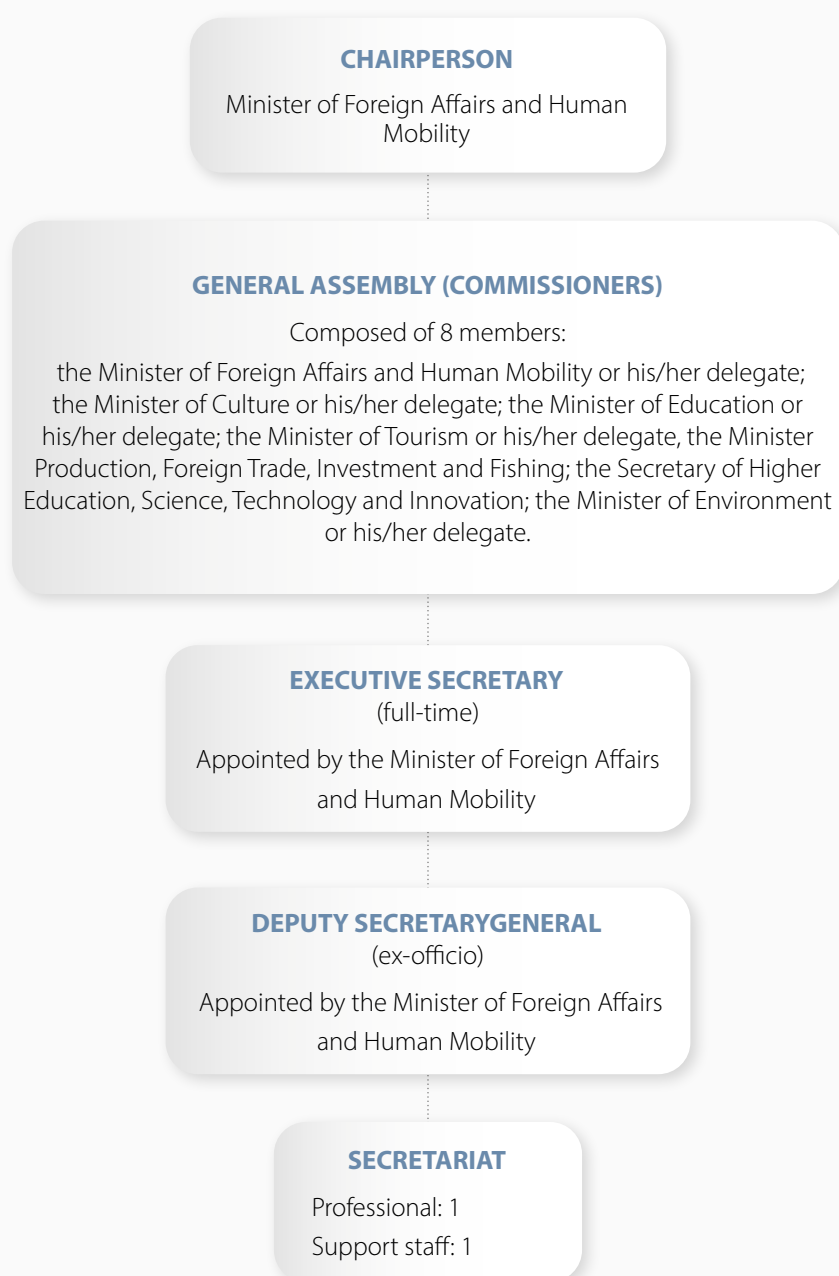 CHAIRPERSON
Minister of Foreign Affairs and Human
Mobility
GENERAL ASSEMBLY (COMMISSIONERS)
Composed of 8 members:
the Minister of Foreign Affairs and Human Mobility or his/her delegate;
the Minister of Culture or his/her delegate; the Minister of Education or
his/her delegate; the Minister of Tourism or his/her delegate, the Minister
Production, Foreign Trade, Investment and Fishing; the Secretary of Higher
Education, Science, Technology and Innovation; the Minister of Environment
or his/her delegate.
EXECUTIVE SECRETARY
(full-time)
Appointed by the Minister of Foreign Affairs
and Human Mobility
DEPUTY SECRETARYGENERAL
(ex-officio)
Appointed by the Minister of Foreign Affairs
and Human Mobility
SECRETARIAT
Professional: 1
Support staff: 1